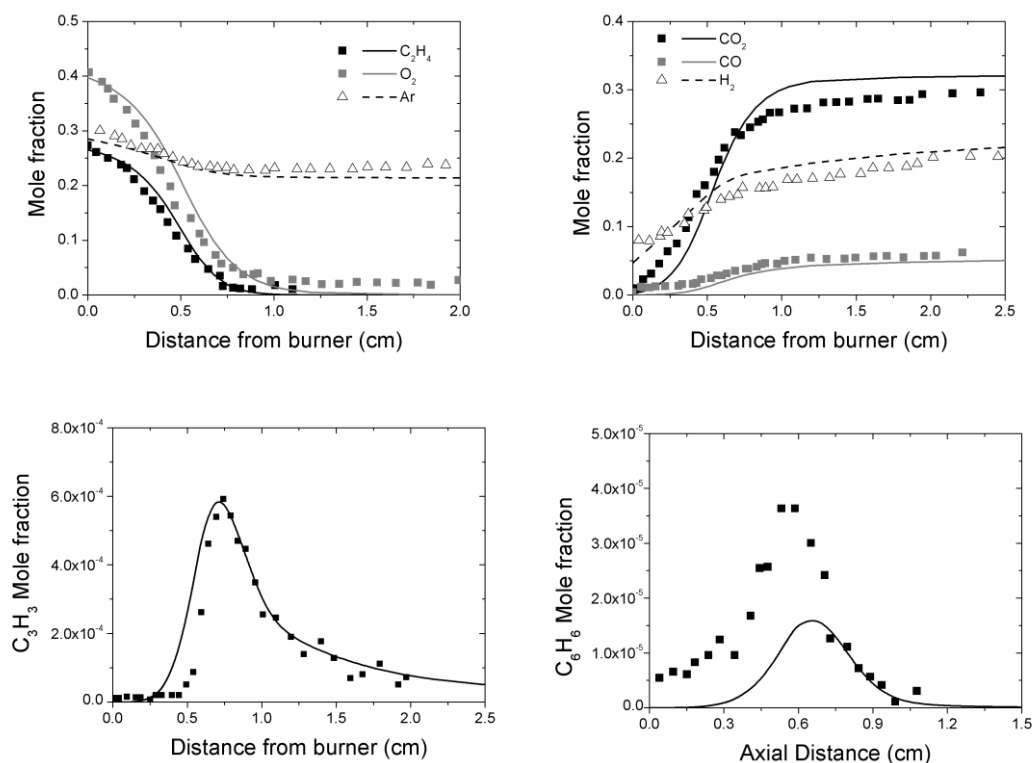 0.5
0.4
0.3
0.2
0.1
0.0
Mole fraction
C₂H₄
O₂
Ar
0.0 0.5 1.0 1.5 2.0
Distance from burner (cm)
0.4
0.3
0.2
0.1
0.0
Mole fraction
CO₂
CO
H₂
0.0 0.5 1.0 1.5 2.0 2.5
Distance from burner (cm)
8.0x10⁻⁴
6.0x10⁻⁴
4.0x10⁻⁴
2.0x10⁻⁴
0.0
C₃H₃ Mole fraction
0.0 0.5 1.0 1.5 2.0 2.5
Distance from burner (cm)
5.0x10⁻⁵
4.0x10⁻⁵
3.0x10⁻⁵
2.0x10⁻⁵
1.0x10⁻⁵
0.0
C₆H₆ Mole fraction
0.0 0.3 0.6 0.9 1.2 1.5
Axial Distance (cm)